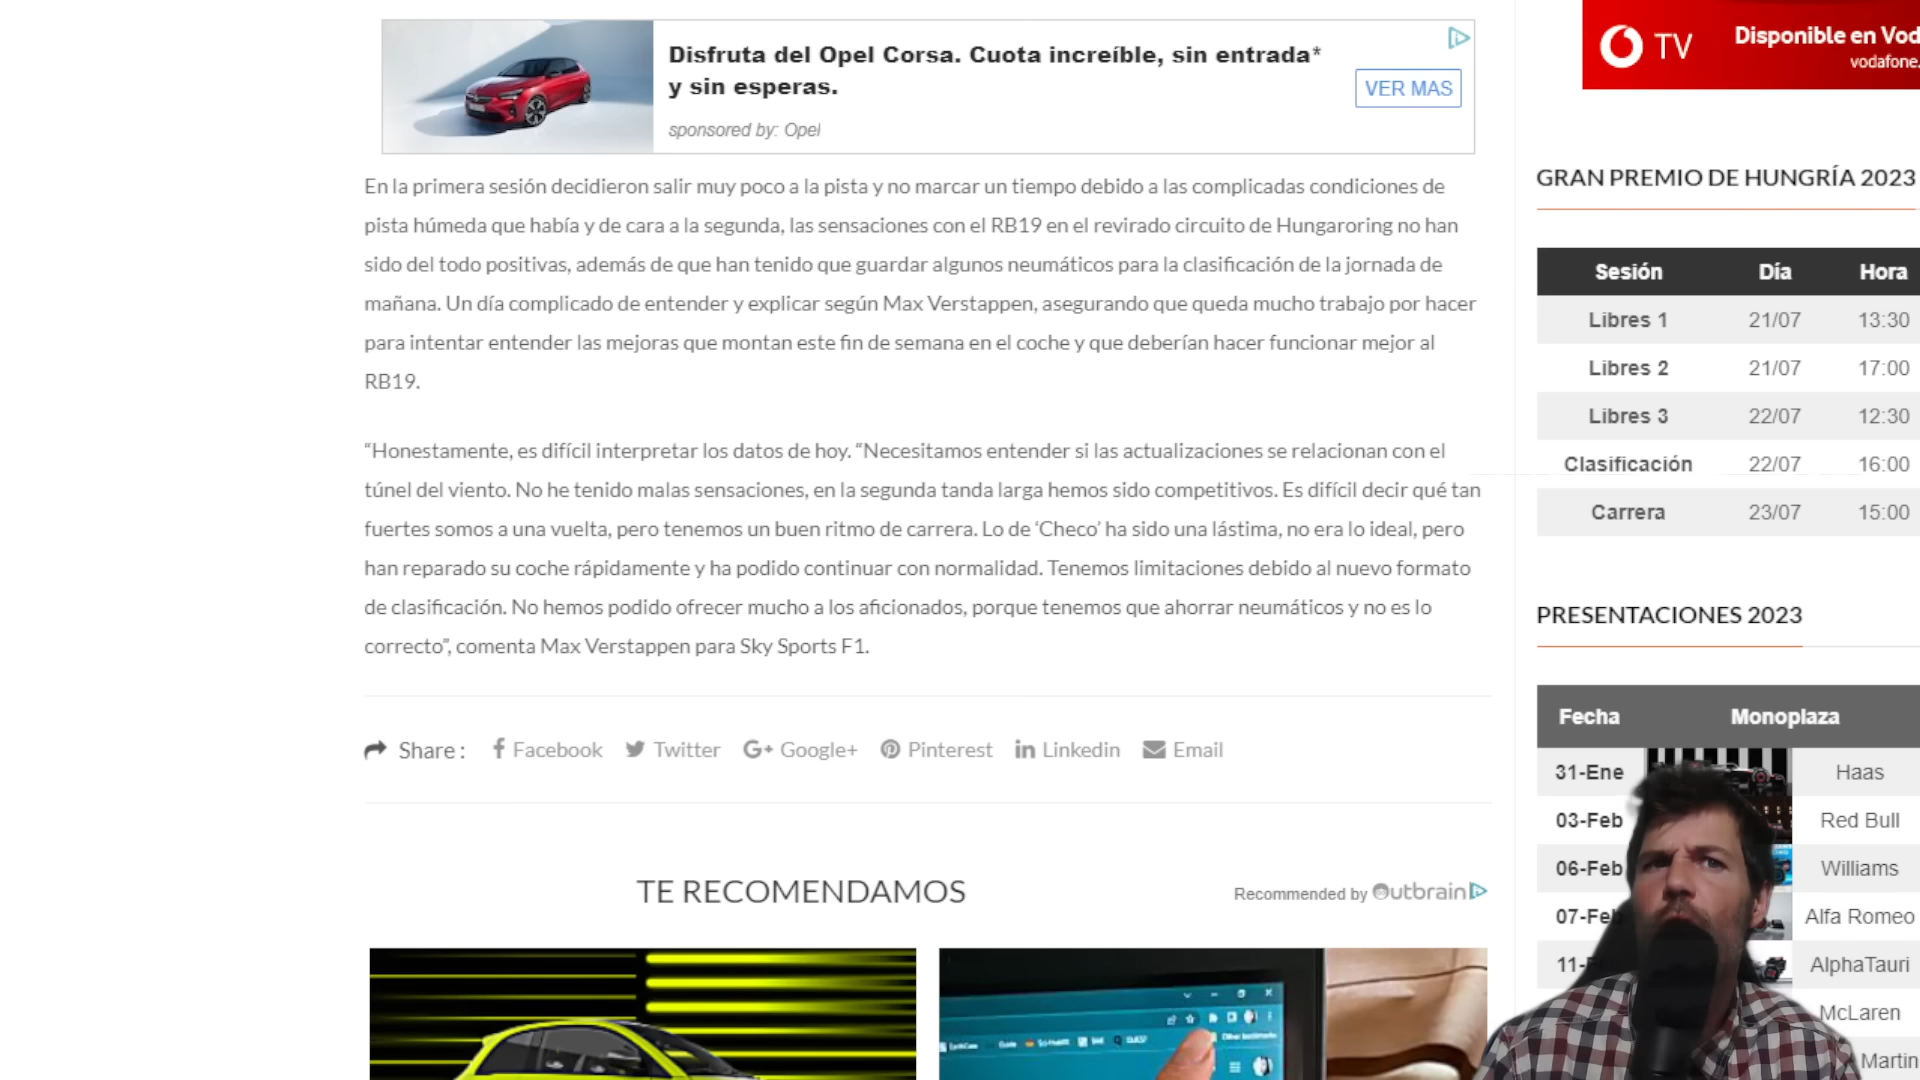 Disfruta del Opel Corsa. Cuota increíble, sin entrada*
y sin esperas.
VER MAS
sponsored by: Opel
TV
Disponible en Vod
vodafone.
En la primera sesión decidieron salir muy poco a la pista y no marcar un tiempo debido a las complicadas condiciones de
pista húmeda que había y de cara a la segunda, las sensaciones con el RB19 en el revirado circuito de Hungaroring no han
sido del todo positivas, además de que han tenido que guardar algunos neumáticos para la clasificación de la jornada de
mañana. Un día complicado de entender y explicar según Max Verstappen, asegurando que queda mucho trabajo por hacer
para intentar entender las mejoras que montan este fin de semana en el coche y que deberían hacer funcionar mejor al
RB19.
“Honestamente, es difícil interpretar los datos de hoy. “Necesitamos entender si las actualizaciones se relacionan con el
túnel del viento. No he tenido malas sensaciones, en la segunda tanda larga hemos sido competitivos. Es difícil decir qué tan
fuertes somos a una vuelta, pero tenemos un buen ritmo de carrera. Lo de ‘Checo’ ha sido una lástima, no era lo ideal, pero
han reparado su coche rápidamente y ha podido continuar con normalidad. Tenemos limitaciones debido al nuevo formato
de clasificación. No hemos podido ofrecer mucho a los aficionados, porque tenemos que ahorrar neumáticos y no es lo
correcto”, comenta Max Verstappen para Sky Sports F1.
Share : Facebook Twitter Google+ Pinterest Linkedin Email
TE RECOMENDAMOS
Recommended by Outbrain
GRAN PREMIO DE HUNGRÍA 2023
Sesión Día Hora
Libres 1 21/07 13:30
Libres 2 21/07 17:00
Libres 3 22/07 12:30
Clasificación 22/07 16:00
Carrera 23/07 15:00
PRESENTACIONES 2023
Fecha Monoplaza
31-Ene Haas
03-Feb Red Bull
06-Feb Williams
07-Feb Alfa Romeo
11- AlphaTauri
McLaren
Martin